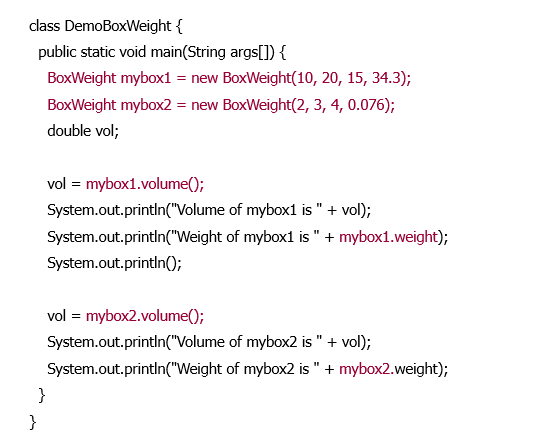 class DemoBoxWeight {
public static void main(String args[]) {
BoxWeight mybox1 = new BoxWeight(10, 20, 15, 34.3);
BoxWeight mybox2 = new BoxWeight(2, 3, 4, 0.076);
double vol;
vol = mybox1.volume();
System.out.println("Volume of mybox1 is " + vol);
System.out.println("Weight of mybox1 is " + mybox1.weight);
System.out.println();
vol = mybox2.volume();
System.out.println("Volume of mybox2 is " + vol);
System.out.println("Weight of mybox2 is " + mybox2.weight);
}
}